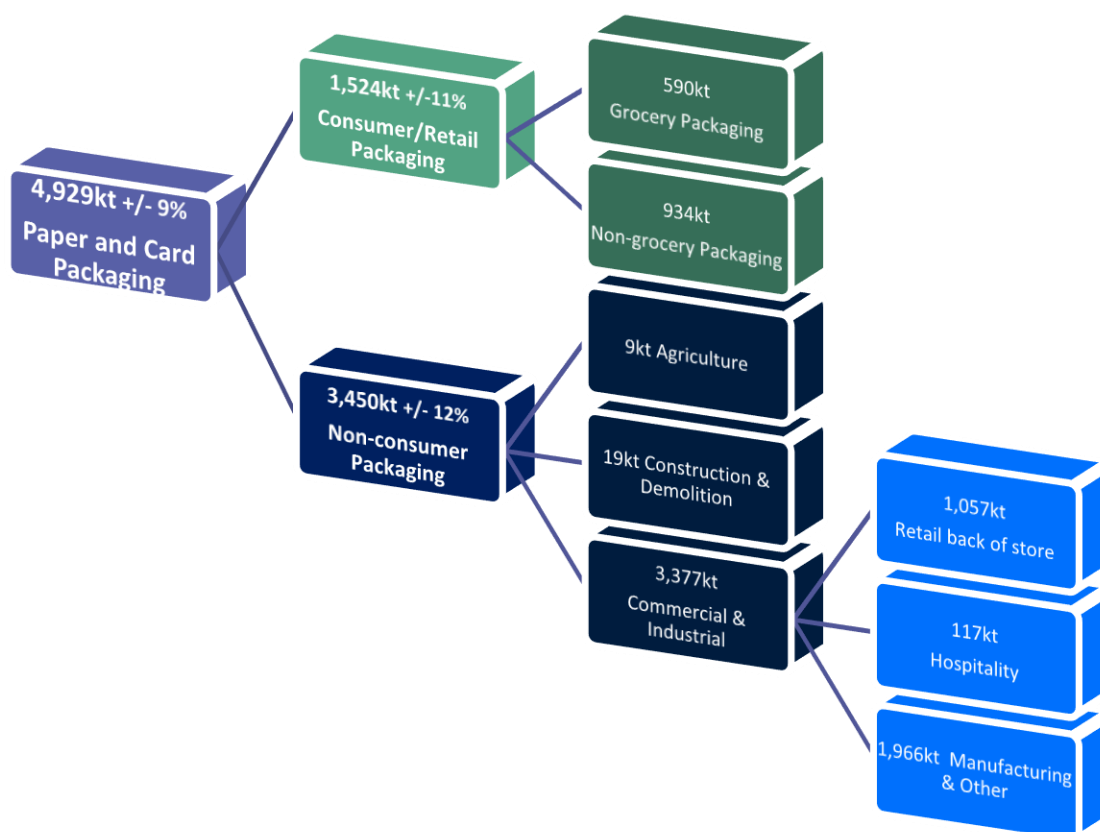 4,929kt +/- 9%
Paper and Card
Packaging
1,524kt +/-11%
Consumer/Retail
Packaging
590kt
Grocery Packaging
934kt
Non-grocery Packaging
3,450kt +/- 12%
Non-consumer
Packaging
9kt Agriculture
19kt Construction &
Demolition
3,377kt
Commercial &
Industrial
1,057kt
Retail back of store
117kt
Hospitality
1,966kt Manufacturing
& Other